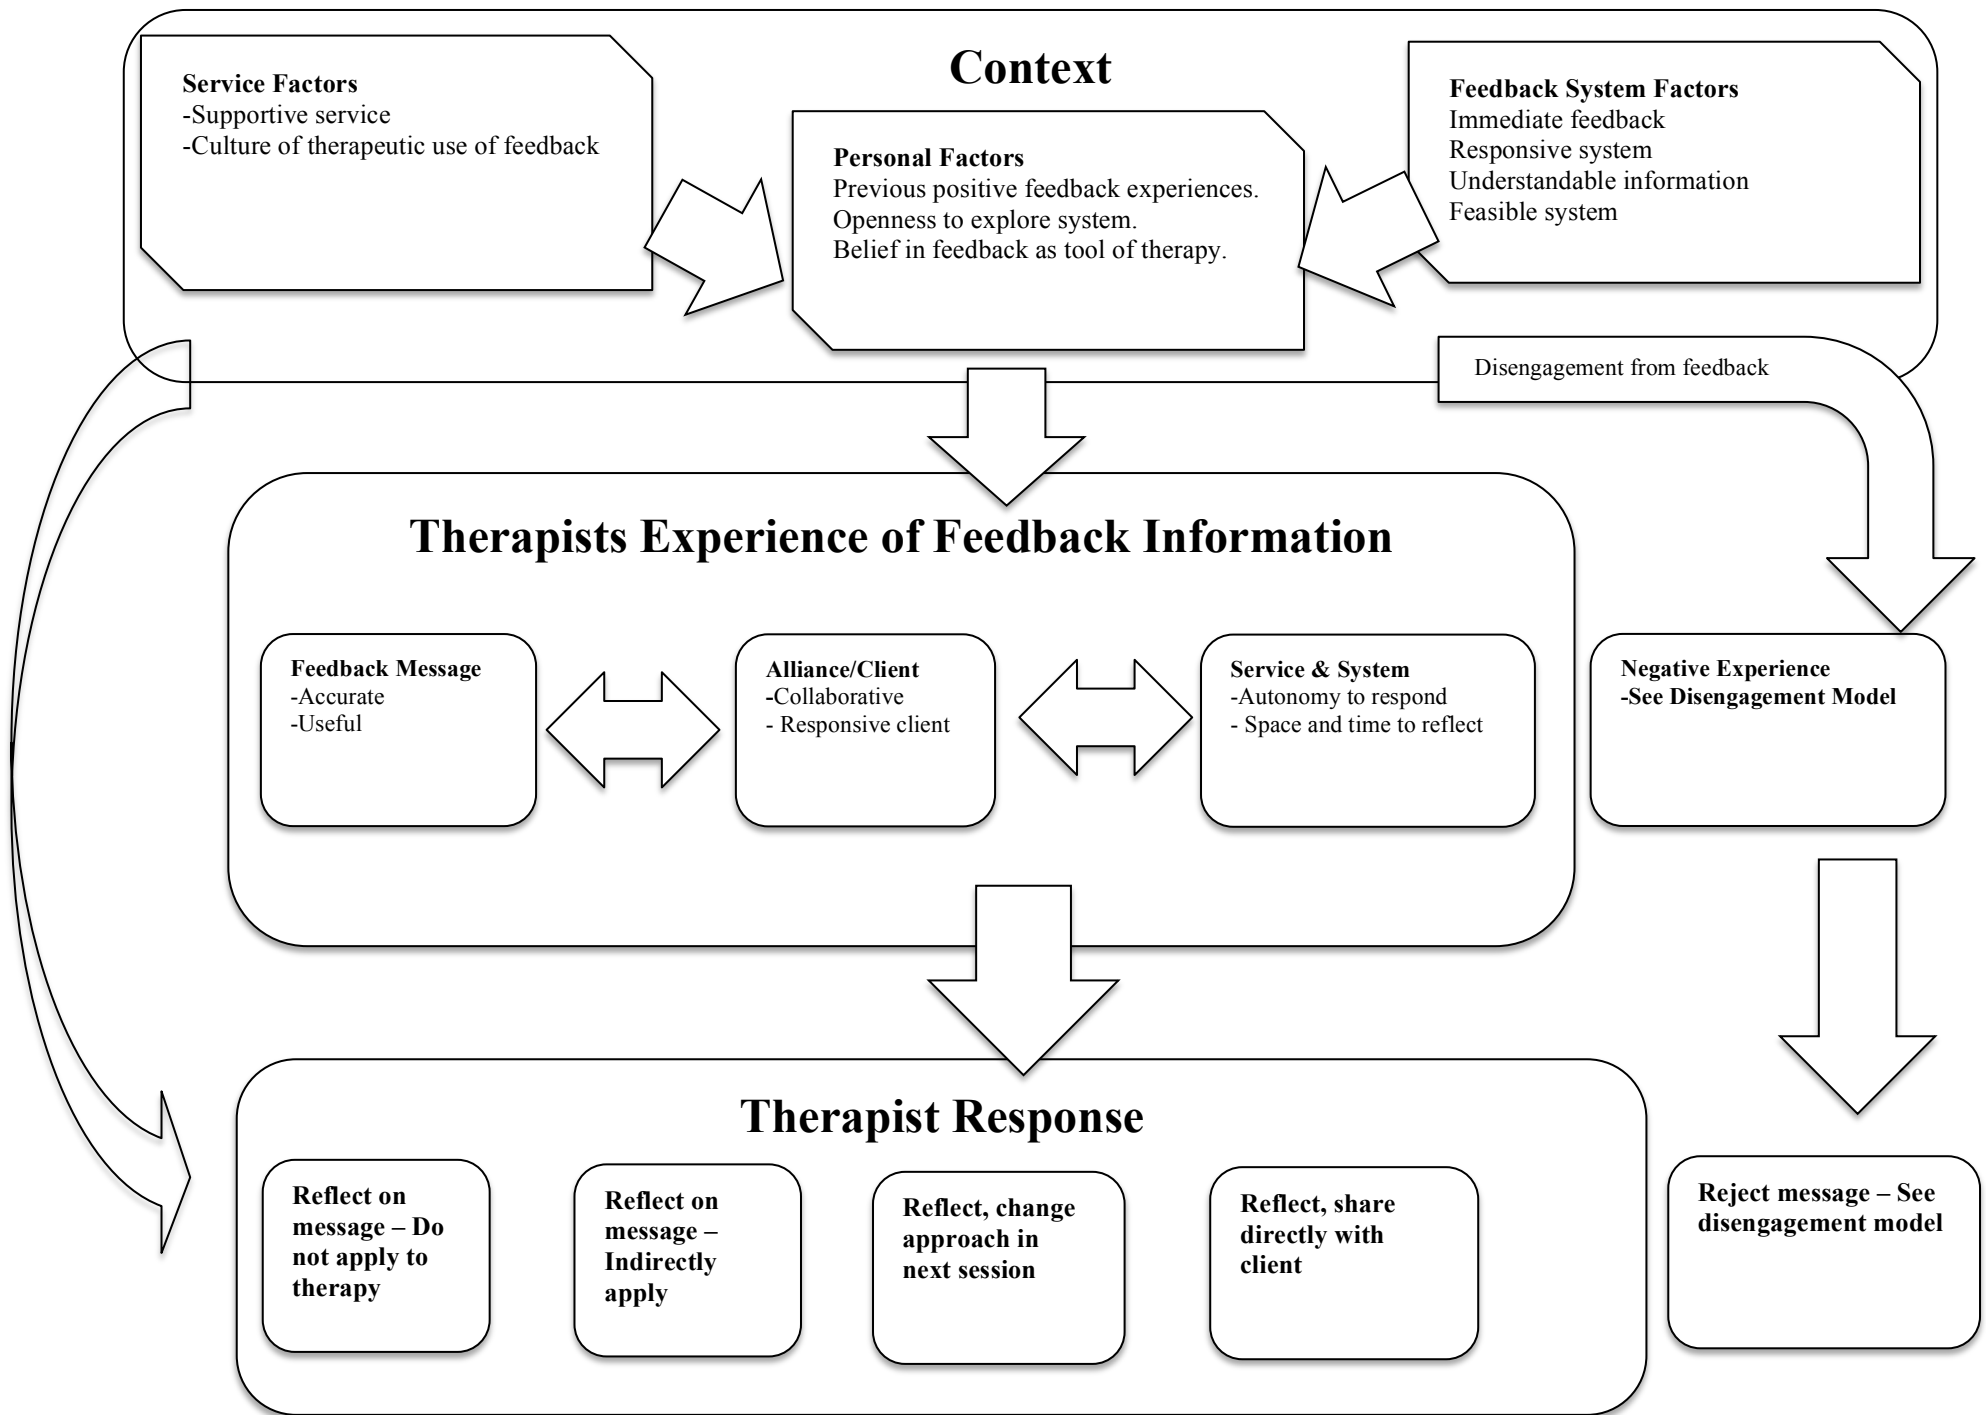 Context
Service Factors
-Supportive service
-Culture of therapeutic use of feedback
Personal Factors
Previous positive feedback experiences.
Openness to explore system.
Belief in feedback as tool of therapy.
Feedback System Factors
Immediate feedback
Responsive system
Understandable information
Feasible system
Disengagement from feedback
Therapists Experience of Feedback Information
Feedback Message
-Accurate
-Useful
Alliance/Client
-Collaborative
- Responsive client
Service & System
-Autonomy to respond
- Space and time to reflect
Negative Experience
-See Disengagement Model
Therapist Response
Reflect on
message – Do
not apply to
therapy
Reflect on
message –
Indirectly
apply
Reflect, change
approach in
next session
Reflect, share
directly with
client
Reject message – See
disengagement model